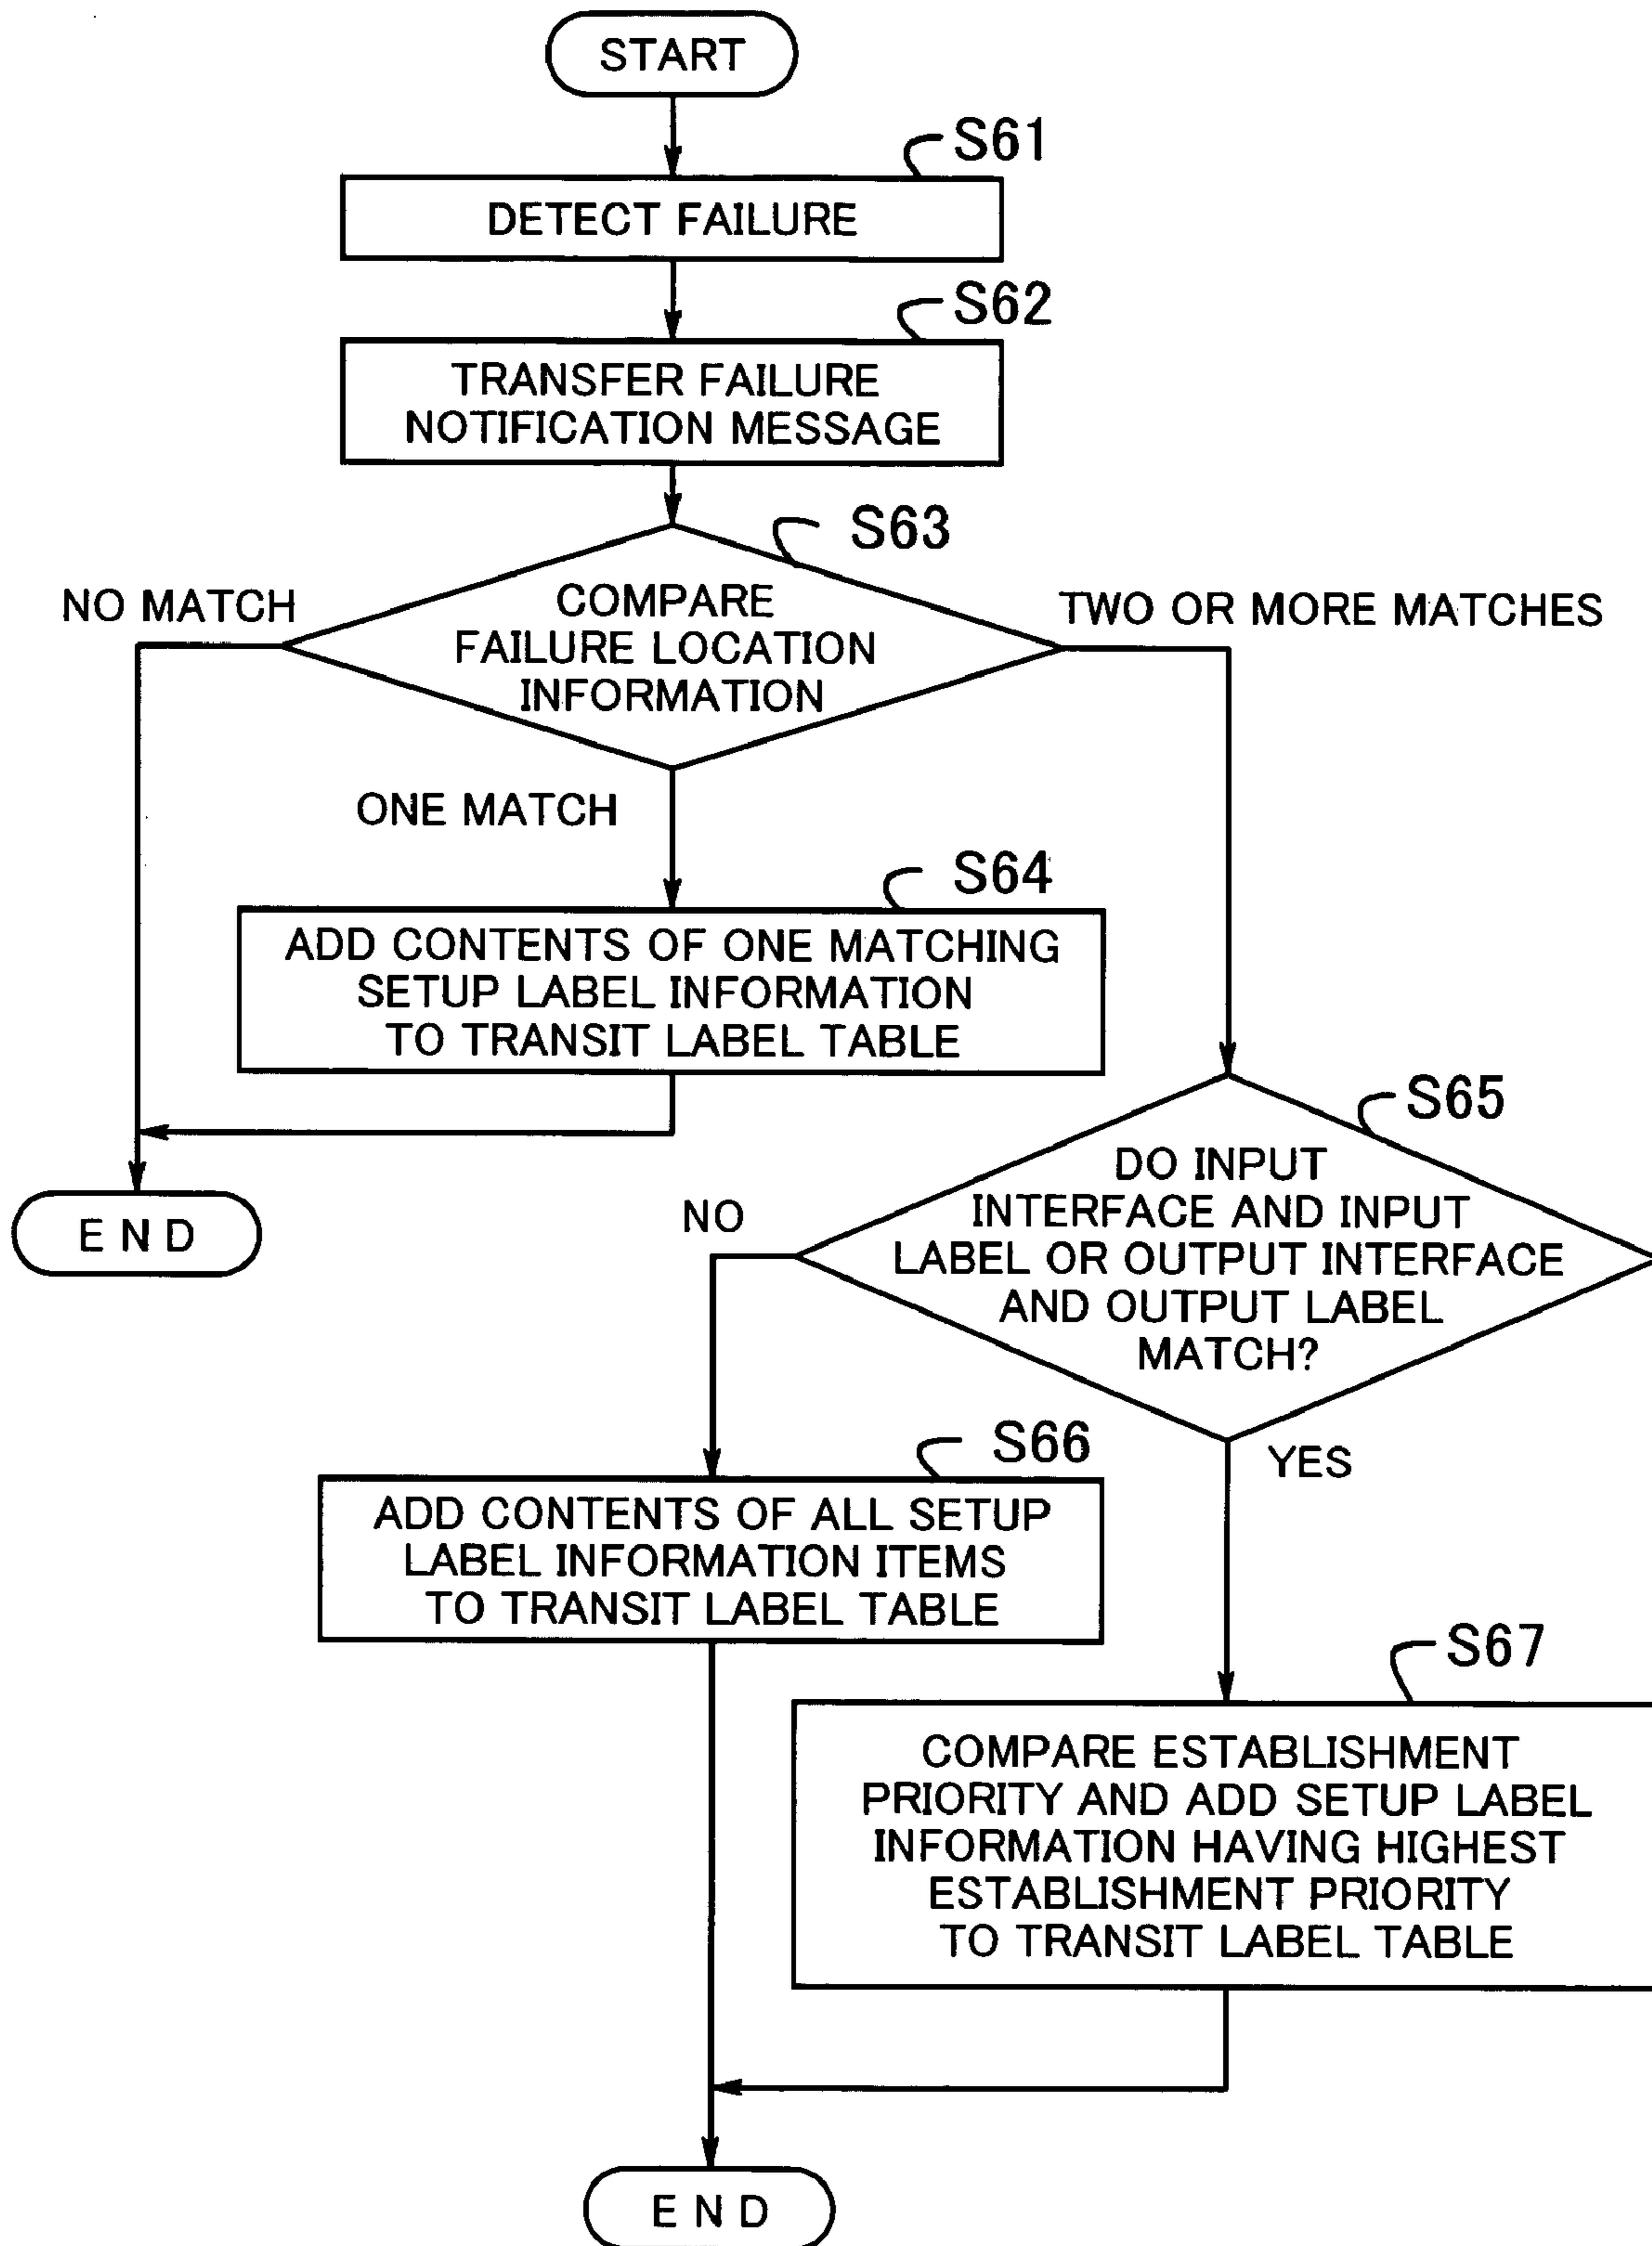 START
S61
DETECT FAILURE
S62
TRANSFER FAILURE
NOTIFICATION MESSAGE
S63
NO MATCH
COMPARE
FAILURE LOCATION
INFORMATION
TWO OR MORE MATCHES
ONE MATCH
S64
ADD CONTENTS OF ONE MATCHING
SETUP LABEL INFORMATION
TO TRANSIT LABEL TABLE
END
S65
DO INPUT
INTERFACE AND INPUT
LABEL OR OUTPUT INTERFACE
AND OUTPUT LABEL
MATCH?
NO
YES
S66
ADD CONTENTS OF ALL SETUP
LABEL INFORMATION ITEMS
TO TRANSIT LABEL TABLE
S67
COMPARE ESTABLISHMENT
PRIORITY AND ADD SETUP LABEL
INFORMATION HAVING HIGHEST
ESTABLISHMENT PRIORITY
TO TRANSIT LABEL TABLE
END